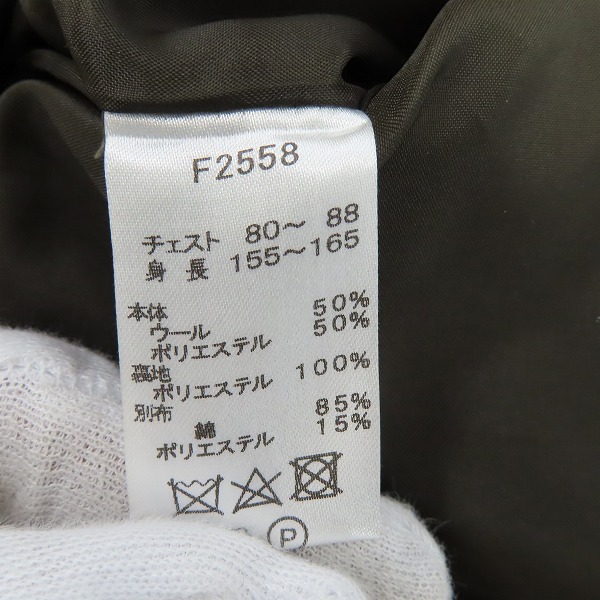 F2558
チェスト 80～ 88
身 長 155～165
本体
ウール 50%
ポリエステル 50%
裏地
ポリエステル 100%
別布
綿 85%
ポリエステル 15%
P